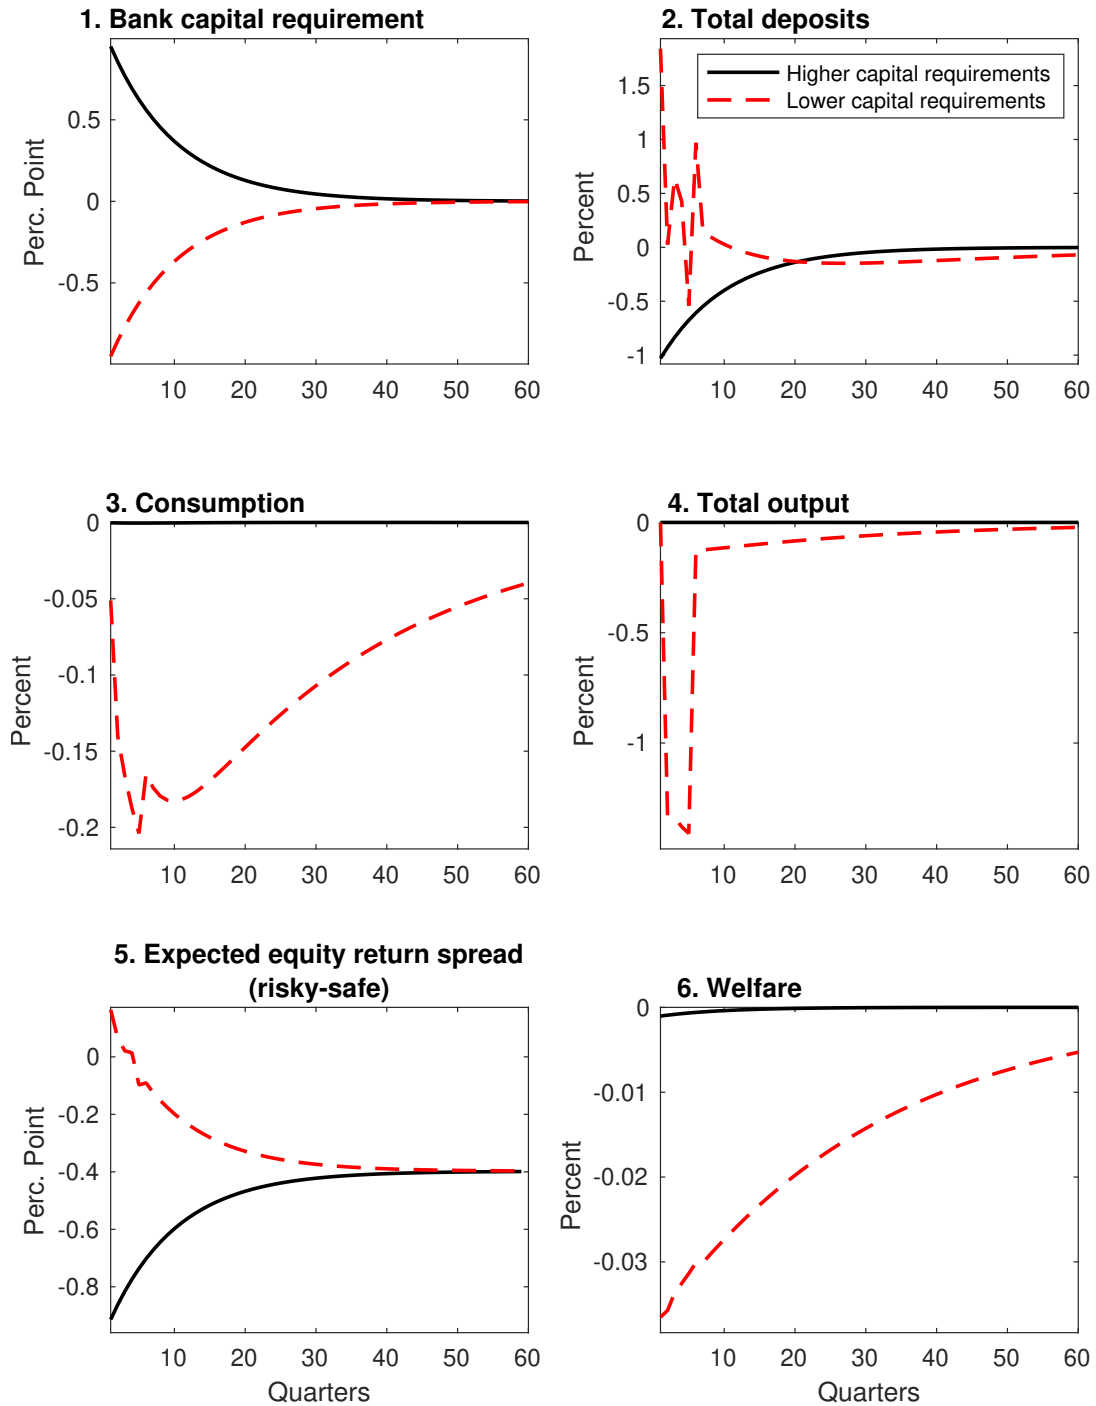 1. Bank capital requirement
Perc. Point
0.5
0
-0.5
10 20 30 40 50 60
2. Total deposits
Higher capital requirements
Lower capital requirements
Percent
1.5
1
0.5
0
-0.5
-1
10 20 30 40 50 60
3. Consumption
Percent
0
-0.05
-0.1
-0.15
-0.2
10 20 30 40 50 60
4. Total output
Percent
0
-0.5
-1
10 20 30 40 50 60
5. Expected equity return spread
(risky-safe)
Perc. Point
0
-0.2
-0.4
-0.6
-0.8
10 20 30 40 50 60
Quarters
6. Welfare
Percent
0
-0.01
-0.02
-0.03
10 20 30 40 50 60
Quarters